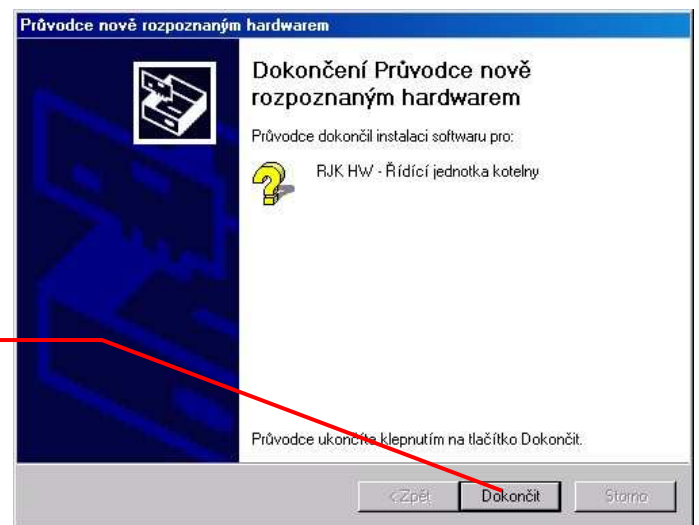 Průvodce nově rozpoznaným hardwarem
Dokončení Průvodce nově
rozpoznaným hardwarem
Průvodce dokončil instalaci softwaru pro:
RJK HW - Řídící jednotka kotelny
Průvodce ukončíte klepnutím na tlačítko Dokončit.
< Zpět Dokončit Storno